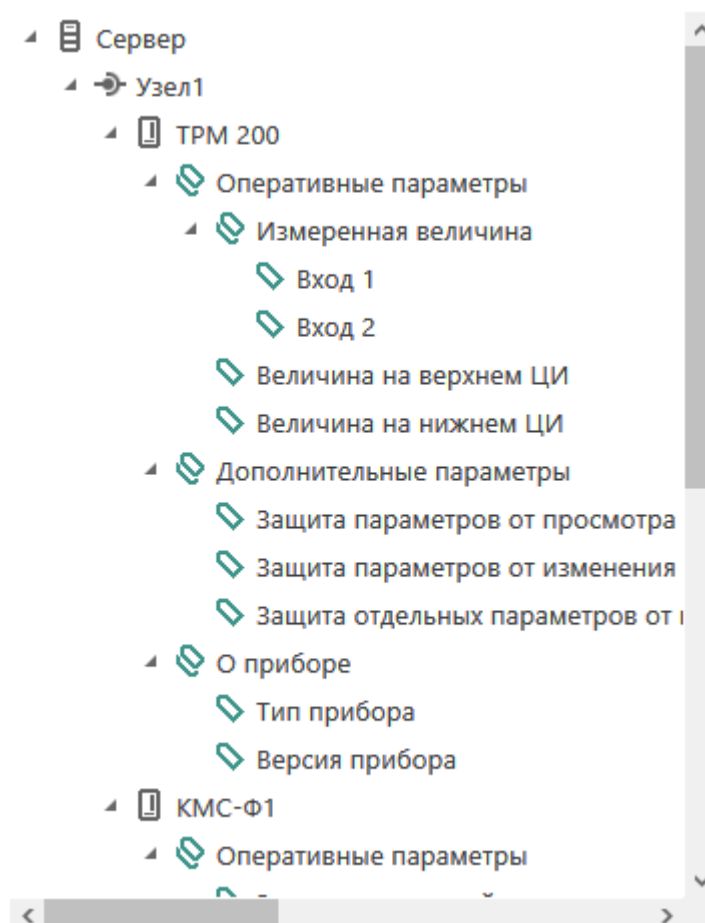 Сервер
Узел1
ТРМ 200
Оперативные параметры
Измеренная величина
Вход 1
Вход 2
Величина на верхнем ЦИ
Величина на нижнем ЦИ
Дополнительные параметры
Защита параметров от просмотра
Защита параметров от изменения
Защита отдельных параметров от
О приборе
Тип прибора
Версия прибора
КМС-Ф1
Оперативные параметры